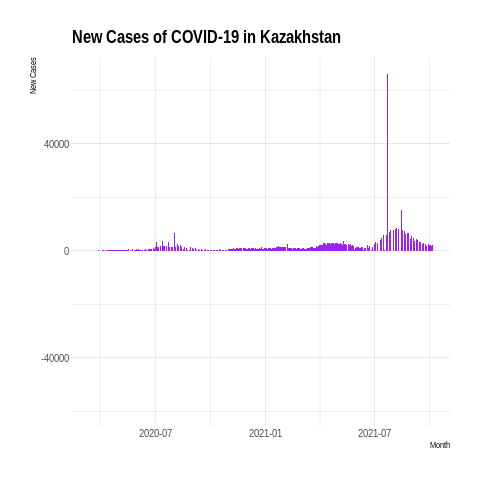 New Cases of COVID-19 in Kazakhstan
New Cases
40000
0
-40000
2020-07
2021-01
2021-07
Month